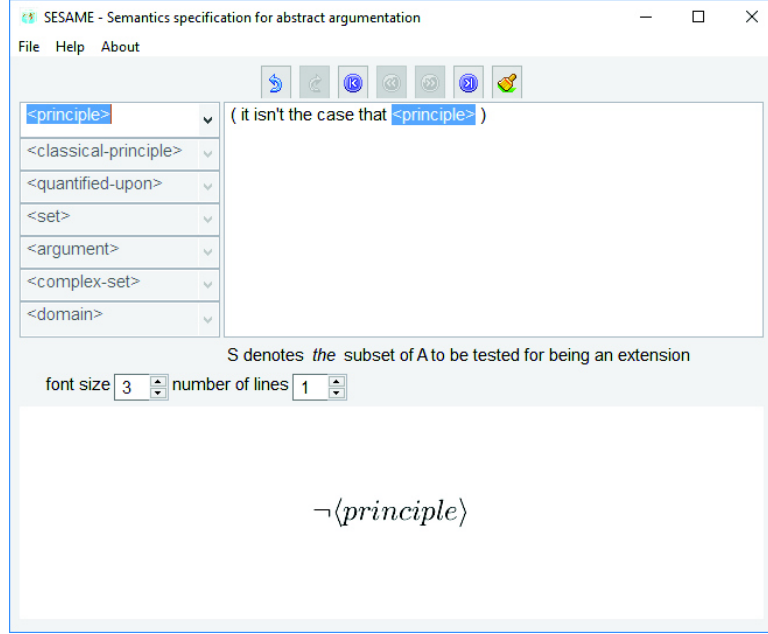 SESAME - Semantics specification for abstract argumentation
File Help About
<principle>
( it isn't the case that <principle> )
<classical-principle>
<quantified-upon>
<set>
<argument>
<complex-set>
<domain>
S denotes the subset of A to be tested for being an extension
font size 3 number of lines 1
¬⟨principle⟩